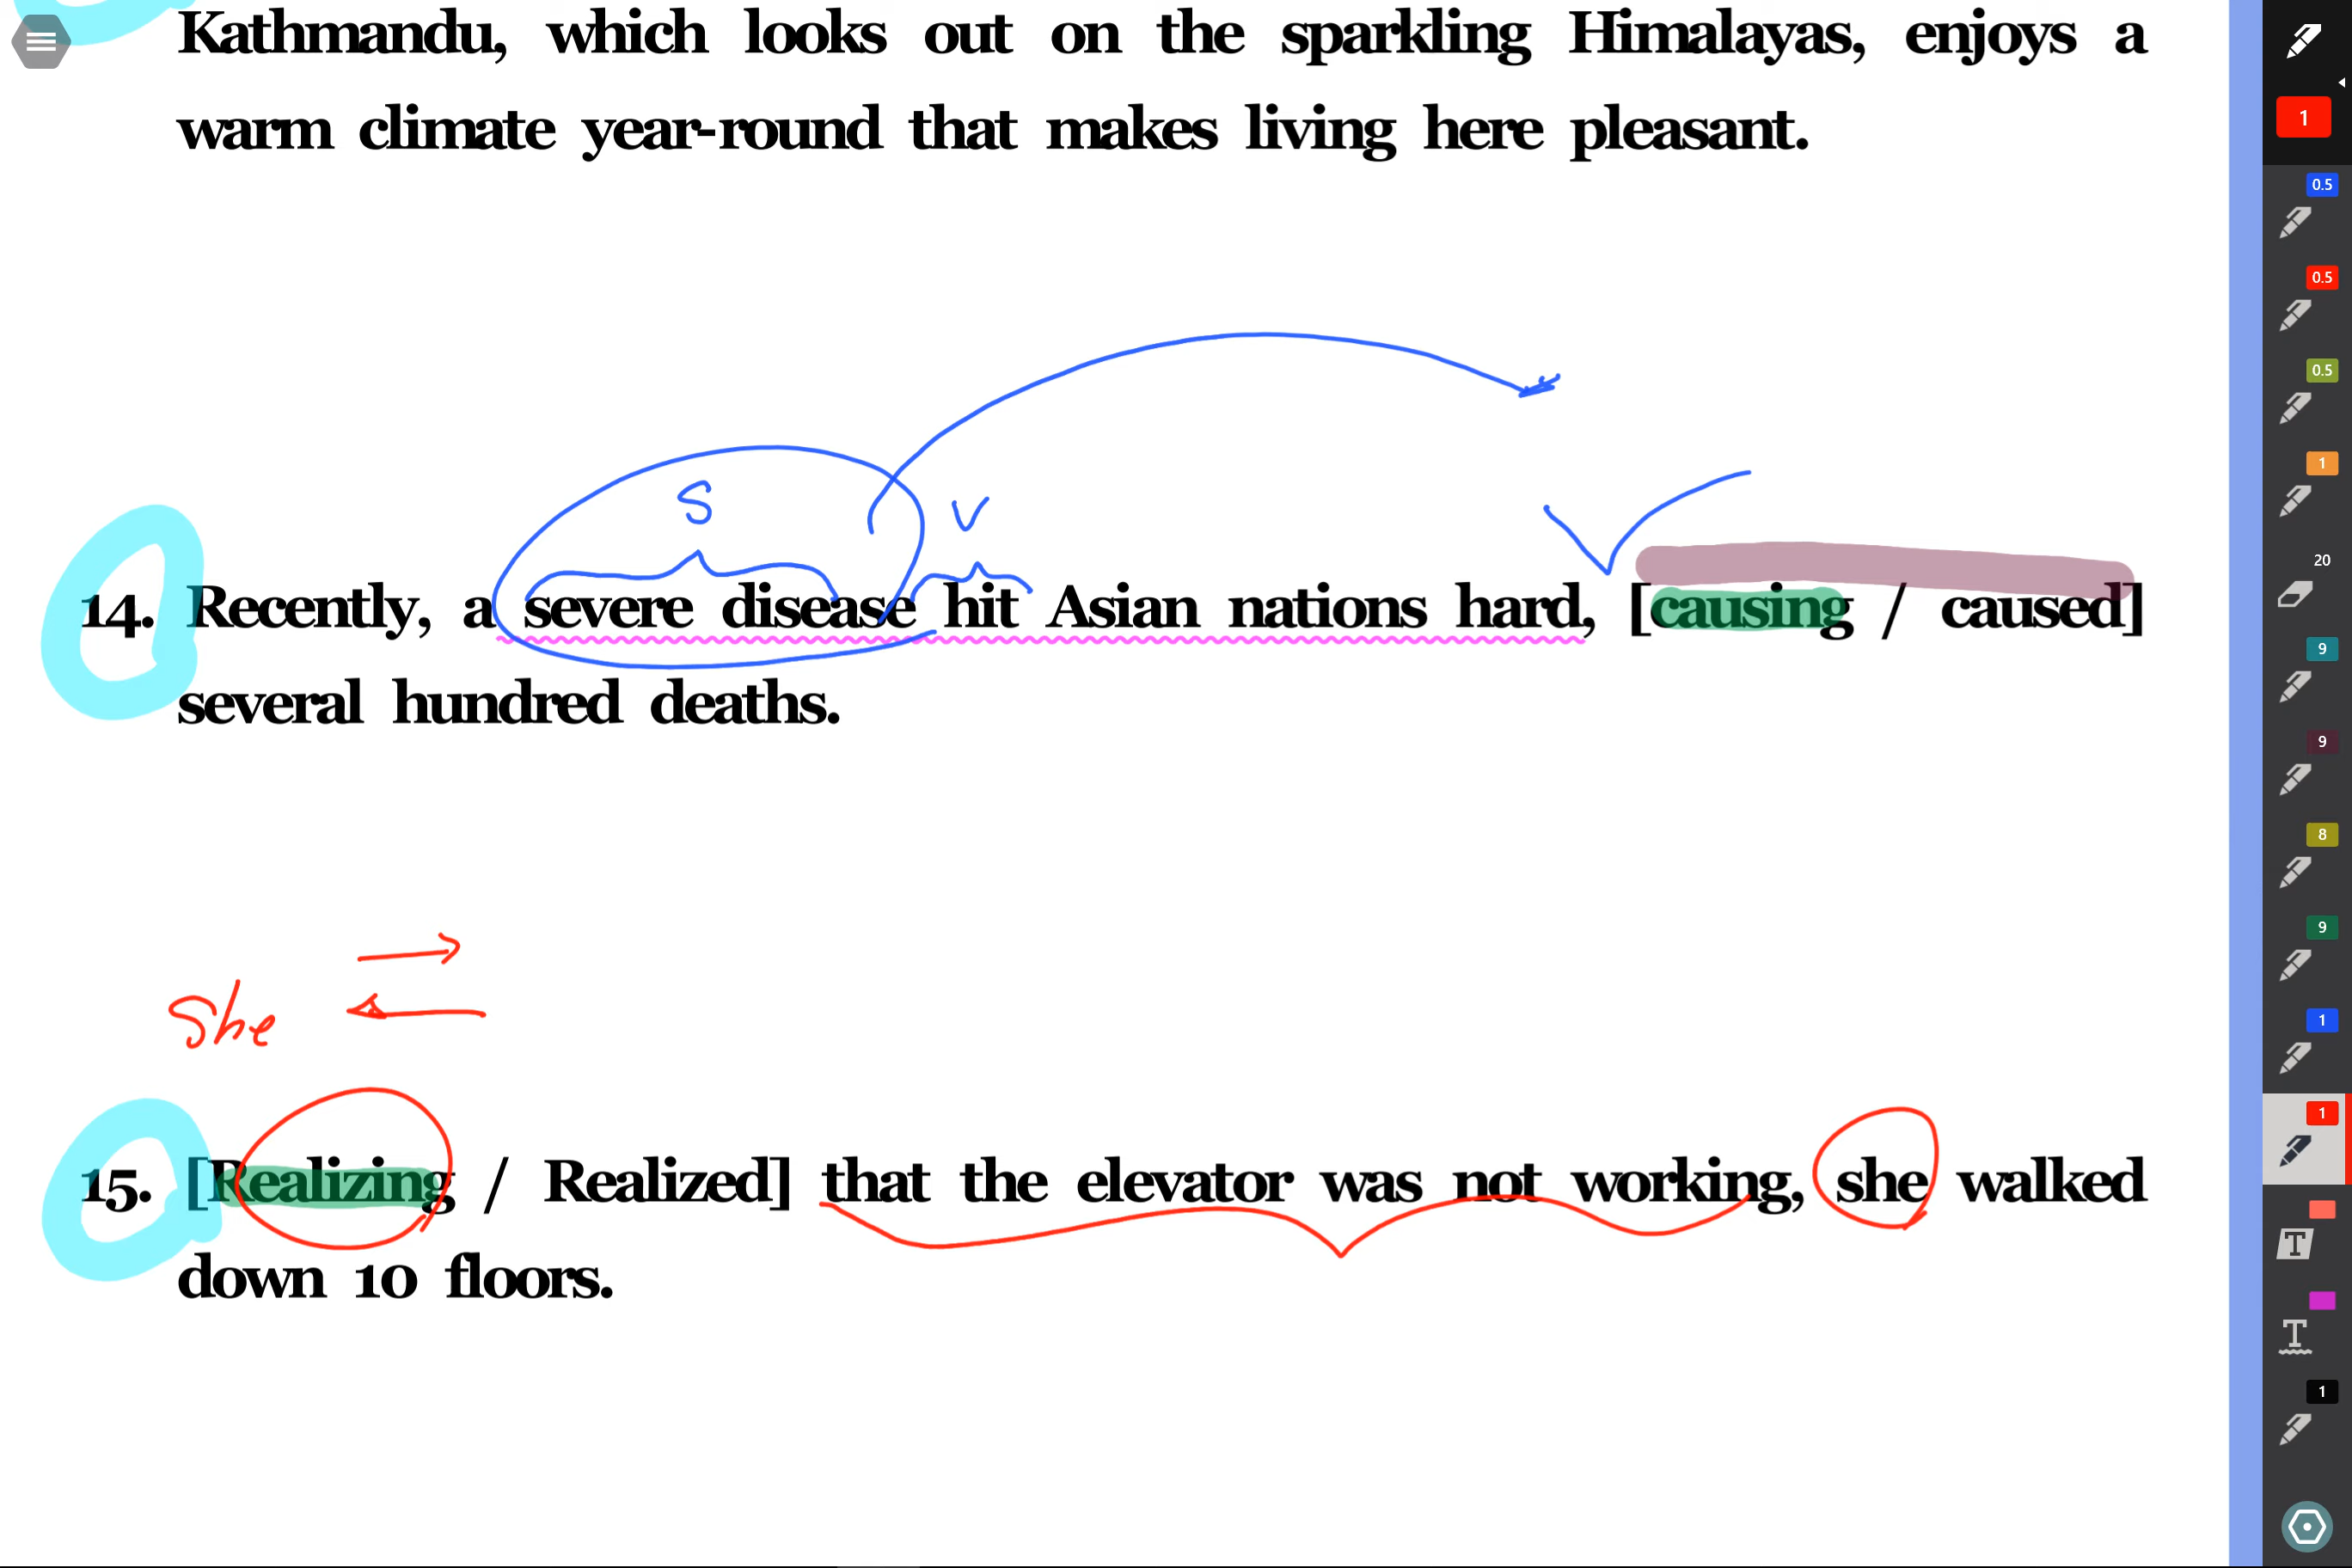 Kathmandu, which looks out on the sparkling Himalayas, enjoys a
warm climate year-round that makes living here pleasant.
1
0.5
0.5
0.5
1
S V
14. Recently, a severe disease hit Asian nations hard, [causing / caused]
several hundred deaths.
20
9
9
8
9
She
1
15. [Realizing / Realized] that the elevator was not working, she walked
down 10 floors.
1
T
T
1